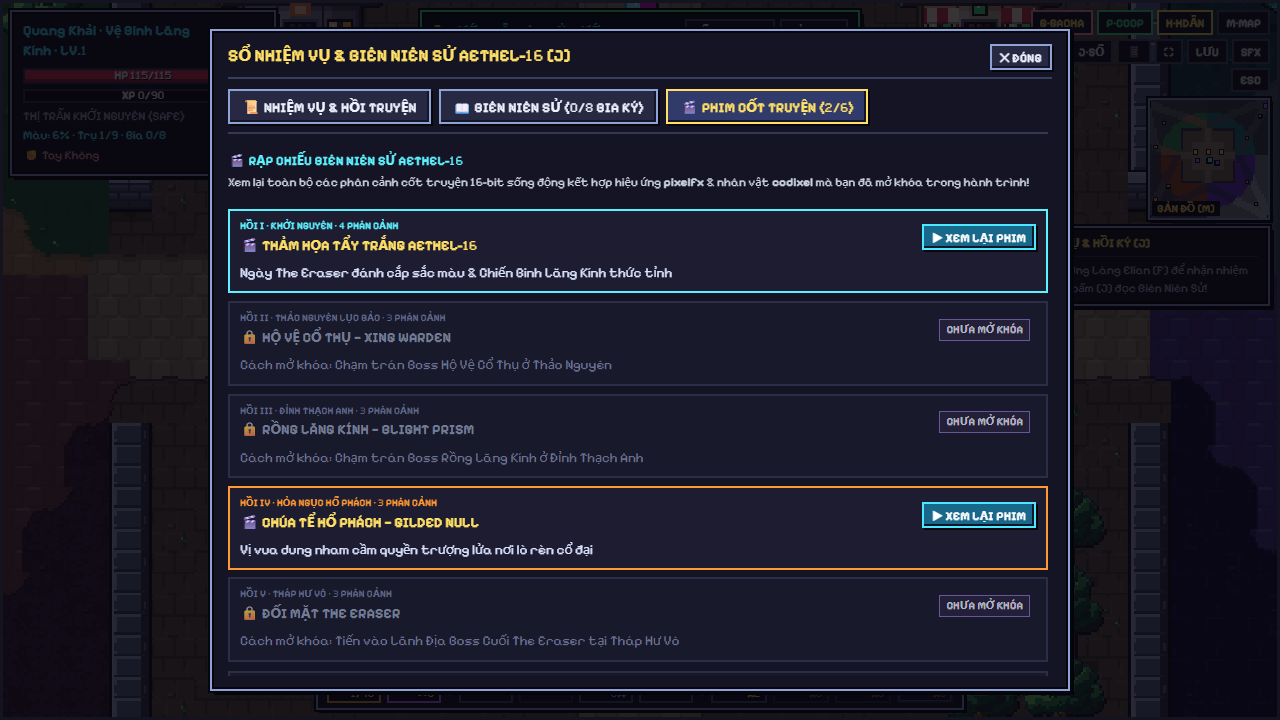 Quang Khải · Vệ Binh Lăng
Kính · LV.1
HP 115/115
XP 0/90
THỊ TRẤN KHỞI NGUYÊN (SAFE)
Màu: 6% · Trụ 1/9 · Gia 0/8
Tay Không
G-GACHA
P-COOP
H-HDẪN
M-MAP
J-SỔ
LƯU
SFX
ESC
BẢN ĐỒ (M)
SỔ NHIỆM VỤ & BIÊN NIÊN SỬ AETHEL-16 (J)
X ĐÓNG
NHIỆM VỤ & HỒI TRUYỆN
BIÊN NIÊN SỬ (0/8 GIA KÝ)
PHIM CỐT TRUYỆN (2/6)
RẠP CHIẾU BIÊN NIÊN SỬ AETHEL-16
Xem lại toàn bộ các phân cảnh cốt truyện 16-bit sống động kết hợp hiệu ứng pixelfx & nhân vật codixel mà bạn đã mở khóa trong hành trình!
HỒI I · KHỞI NGUYÊN · 4 PHÂN CẢNH
THẢM HỌA TẨY TRẮNG AETHEL-16
Ngày The Eraser đánh cắp sắc màu & Chiến Binh Lăng Kính thức tỉnh
▶ XEM LẠI PHIM
HỒI II · THẢO NGUYÊN LỤC BẢO · 3 PHÂN CẢNH
HỘ VỆ CỔ THỤ – XING WARDEN
Cách mở khóa: Chạm trán Boss Hộ Vệ Cổ Thụ ở Thảo Nguyên
CHƯA MỞ KHÓA
HỒI III · ĐỈNH THẠCH ANH · 3 PHÂN CẢNH
RỒNG LĂNG KÍNH – BLIGHT PRISM
Cách mở khóa: Chạm trán Boss Rồng Lăng Kính ở Đỉnh Thạch Anh
CHƯA MỞ KHÓA
HỒI IV · HỎA NGỤC HỔ PHÁCH · 3 PHÂN CẢNH
CHÚA TỂ HỔ PHÁCH – GILDED NULL
Vị vua dung nham cầm quyền trượng lửa nơi lò rèn cổ đại
▶ XEM LẠI PHIM
HỒI V · THÁP HƯ VÔ · 3 PHÂN CẢNH
ĐỐI MẶT THE ERASER
Cách mở khóa: Tiến vào Lãnh Địa Boss Cuối The Eraser tại Tháp Hư Vô
CHƯA MỞ KHÓA
& HỒI KÝ (J)
Làng Elian (F) để nhận nhiệm
(J) đọc Biên Niên Sử!